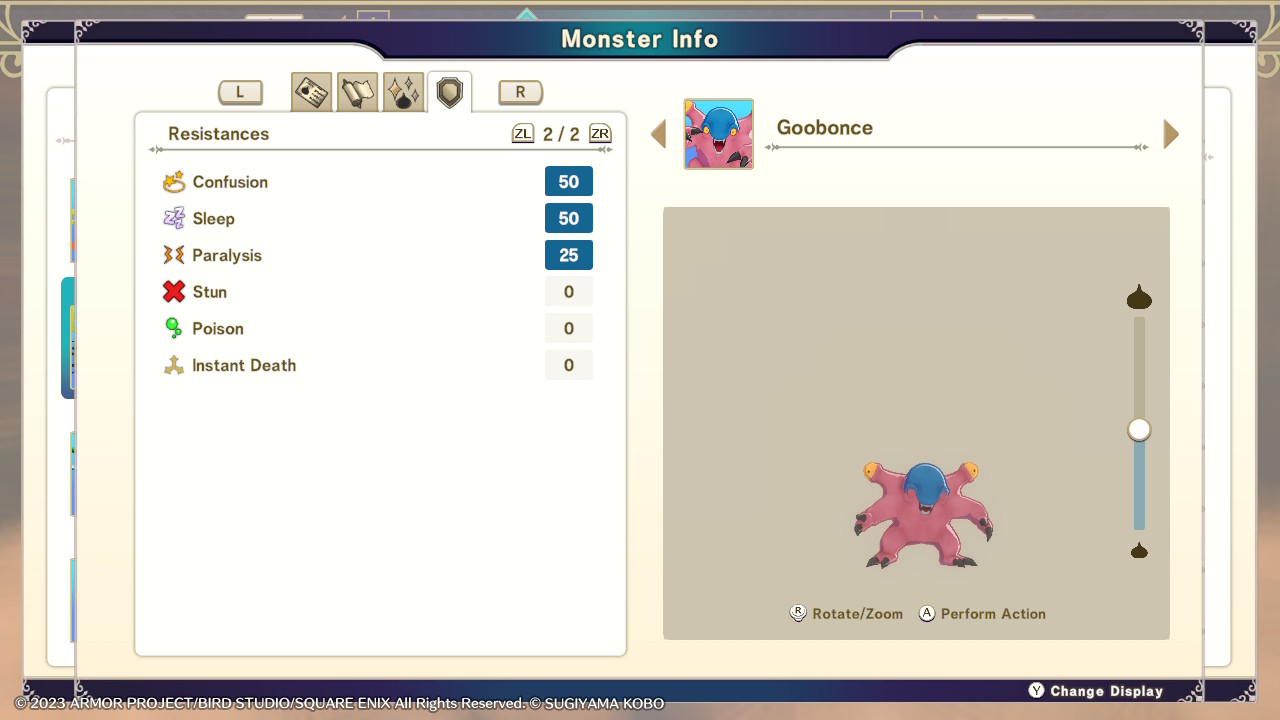 Monster Info
L
R
Resistances
ZL 2 / 2 ZR
Confusion 50
Sleep 50
Paralysis 25
Stun 0
Poison 0
Instant Death 0
Goobonce
R Rotate/Zoom A Perform Action
Y Change Display
© 2023 ARMOR PROJECT/BIRD STUDIO/SQUARE ENIX All Rights Reserved. © SUGIYAMA KOBO